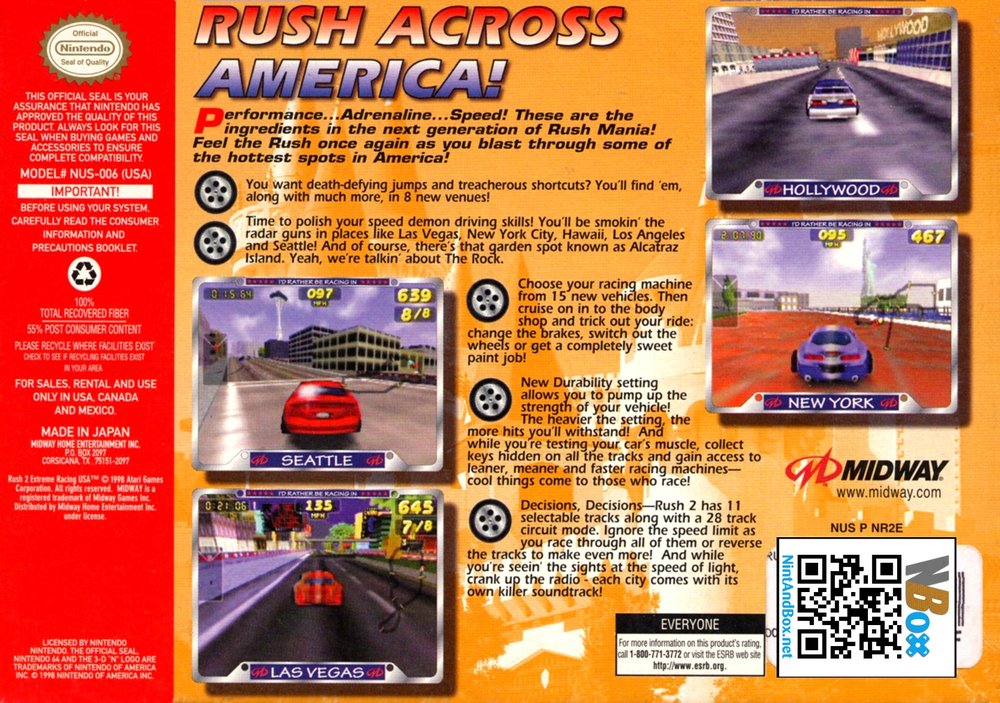 Official
Nintendo
Seal of Quality
THIS OFFICIAL SEAL IS YOUR
ASSURANCE THAT NINTENDO HAS
APPROVED THE QUALITY OF THIS
PRODUCT. ALWAYS LOOK FOR THIS
SEAL WHEN BUYING GAMES AND
ACCESSORIES TO ENSURE
COMPLETE COMPATIBILITY.
MODEL# NUS-006 (USA)
IMPORTANT!
BEFORE USING YOUR SYSTEM,
CAREFULLY READ THE CONSUMER
INFORMATION AND
PRECAUTIONS BOOKLET.
100%
TOTAL RECOVERED FIBER
55% POST CONSUMER CONTENT
PLEASE RECYCLE WHERE FACILITIES EXIST
CHECK TO SEE IF RECYCLING FACILITIES EXIST
IN YOUR AREA
FOR SALES, RENTAL AND USE
ONLY IN USA, CANADA
AND MEXICO.
MADE IN JAPAN
MIDWAY HOME ENTERTAINMENT INC.
P.O. BOX 2097
CORSICANA, TX 75151-2097
Rush 2 Extreme Racing USA™ © 1998 Atari Games
Corporation. All rights reserved. MIDWAY is a
registered trademark of Midway Games Inc.
Distributed by Midway Home Entertainment Inc.
under license.
LICENSED BY NINTENDO
NINTENDO, THE OFFICIAL SEAL,
NINTENDO 64 AND THE 3-D "N" LOGO ARE
TRADEMARKS OF NINTENDO OF AMERICA
INC. © 1998 NINTENDO OF AMERICA INC.
RUSH ACROSS
AMERICA!
Performance...Adrenaline...Speed! These are the
ingredients in the next generation of Rush Mania!
Feel the Rush once again as you blast through some of
the hottest spots in America!
You want death-defying jumps and treacherous shortcuts? You'll find 'em,
along with much more, in 8 new venues!
Time to polish your speed demon driving skills! You'll be smokin' the
radar guns in places like Las Vegas, New York City, Hawaii, Los Angeles
and Seattle! And of course, there's that garden spot known as Alcatraz
Island. Yeah, we're talkin' about The Rock.
Choose your racing machine
from 15 new vehicles. Then
cruise on in to the body
shop and trick out your ride:
change the brakes, switch out the
wheels or get a completely sweet
paint job!
New Durability setting
allows you to pump up the
strength of your vehicle!
The heavier the setting, the
more hits you'll withstand! And
while you're testing your car's muscle, collect
keys hidden on all the tracks and gain access to
leaner, meaner and faster racing machines—
cool things come to those who race!
Decisions, Decisions—Rush 2 has 11
selectable tracks along with a 28 track
circuit mode. Ignore the speed limit as
you race through all of them or reverse
the tracks to make even more! And while
you're seein' the sights at the speed of light,
crank up the radio - each city comes with its
own killer soundtrack!
I'D RATHER BE RACING IN
0:15:64
097
MPH
639
8/8
SEATTLE
I'D RATHER BE RACING IN
0:21:06
135
MPH
645
7/8
LAS VEGAS
I'D RATHER BE RACING IN
HOLLYWOOD
I'D RATHER BE RACING IN
2:07:90
095
MPH
467
NEW YORK
MIDWAY
www.midway.com
NUS P NR2E
EVERYONE
For more information on this product's rating,
call 1-800-771-3772 or visit the ESRB web site
http://www.esrb.org.
NintAndBox.net
NBox